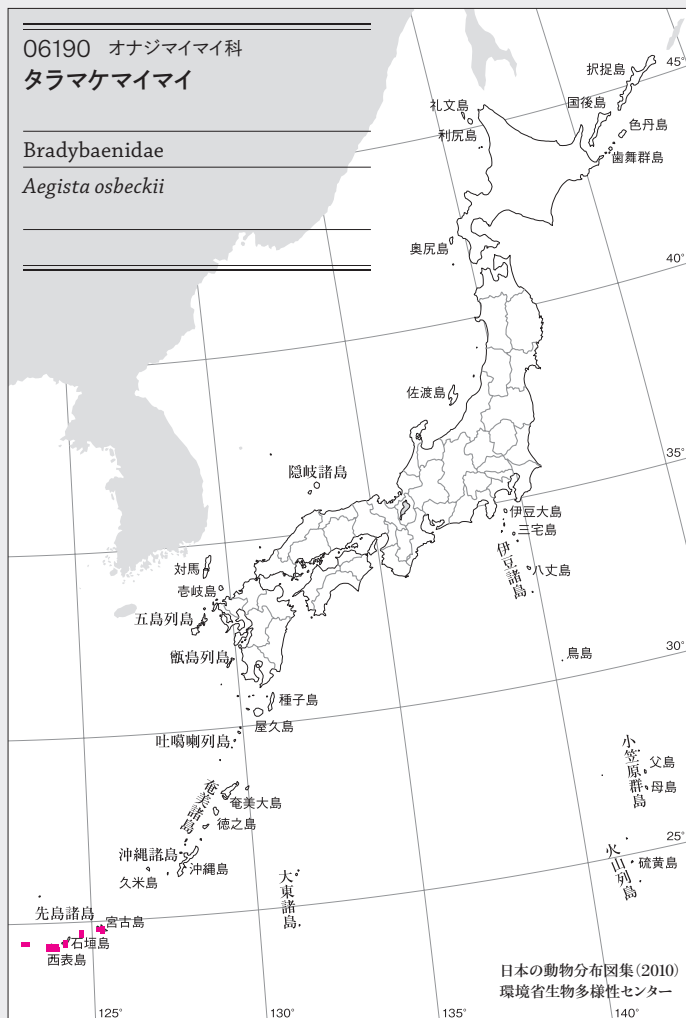 06190 オナジマイマイ科
タラマケマイマイ
Bradybaenidae
Aegista osbeckii
択捉島
45°
礼文島
国後島
利尻島
色丹島
歯舞群島
奥尻島
40°
佐渡島
35°
隠岐諸島
伊豆大島
三宅島
伊豆諸島
八丈島
対馬
壱岐島
五島列島
甑島列島
鳥島
30°
種子島
屋久島
吐噶喇列島
小笠原群島
父島
母島
奄美諸島
奄美大島
徳之島
25°
沖縄諸島
沖縄島
久米島
火山列島
硫黄島
大東諸島
先島諸島
宮古島
石垣島
西表島
日本の動物分布図集(2010)
環境省生物多様性センター
125°
130°
135°
140°